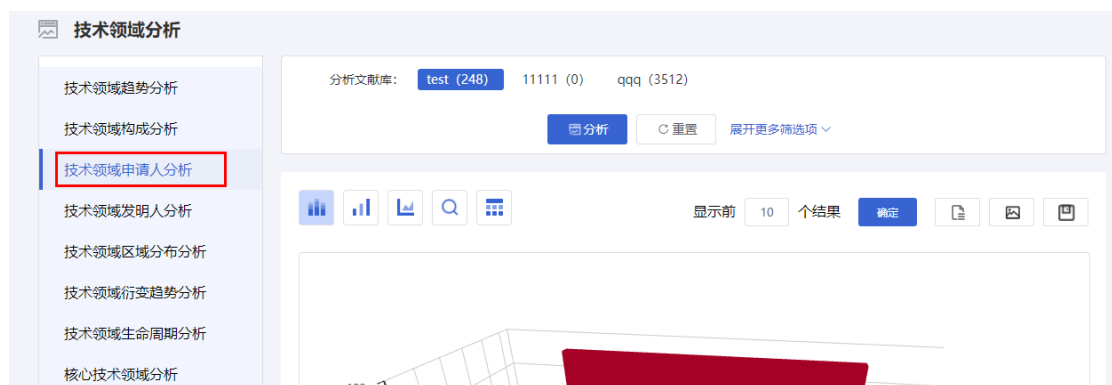 技术领域分析
技术领域趋势分析
技术领域构成分析
技术领域申请人分析
技术领域发明人分析
技术领域区域分布分析
技术领域衍变趋势分析
技术领域生命周期分析
核心技术领域分析
分析文献库: test (248) 11111 (0) qqq (3512)
分析 重置 展开更多筛选项
显示前 10 个结果 确定